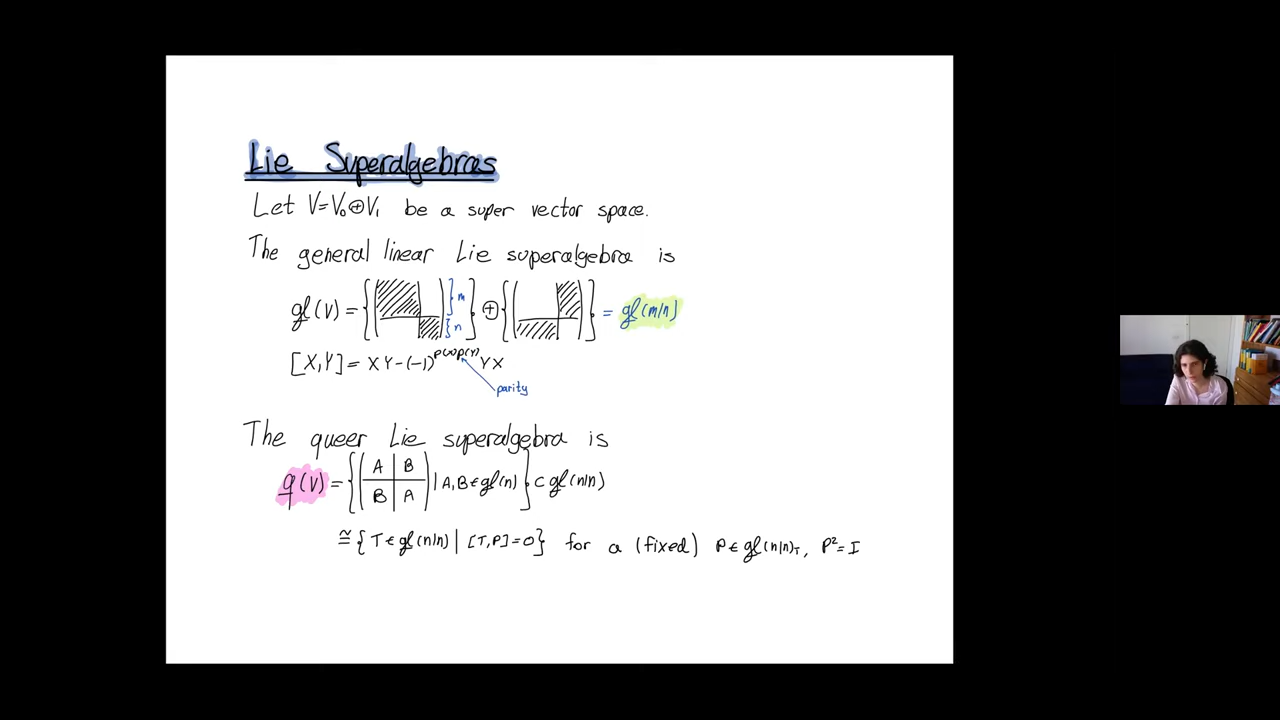 Lie Superalgebras
Let V=V₀⊕V₁ be a super vector space.
The general linear Lie superalgebra is
gl(V) = { ( ) }m }n } ⊕ { ( ) } = gl(m|n)
[X,Y] = XY-(-1)^{p(X)p(Y)} YX
parity
The queer Lie superalgebra is
q(V) = { ( A B B A ) | A,B ∈ gl(n) } ⊂ gl(n|n)
≅ { T ∈ gl(n|n) | [T,P]=0 } for a (fixed) P ∈ gl(n|n)_T, P²=I